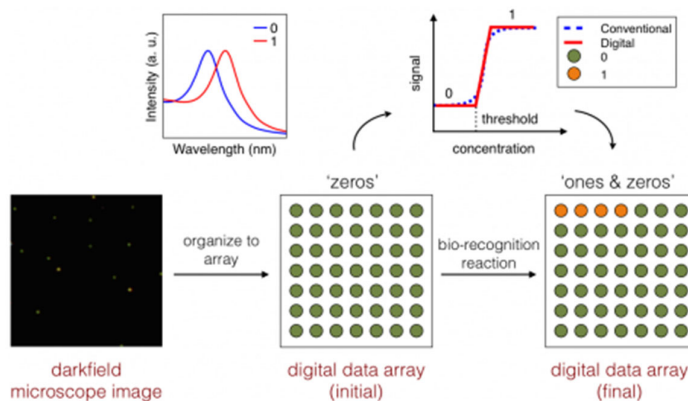 Intensity (a. u.)
0
1
Wavelength (nm)
signal
0
1
threshold
concentration
Conventional
Digital
0
1
organize to
array
'zeros'
bio-recognition
reaction
'ones & zeros'
darkfield
microscope image
digital data array
(initial)
digital data array
(final)